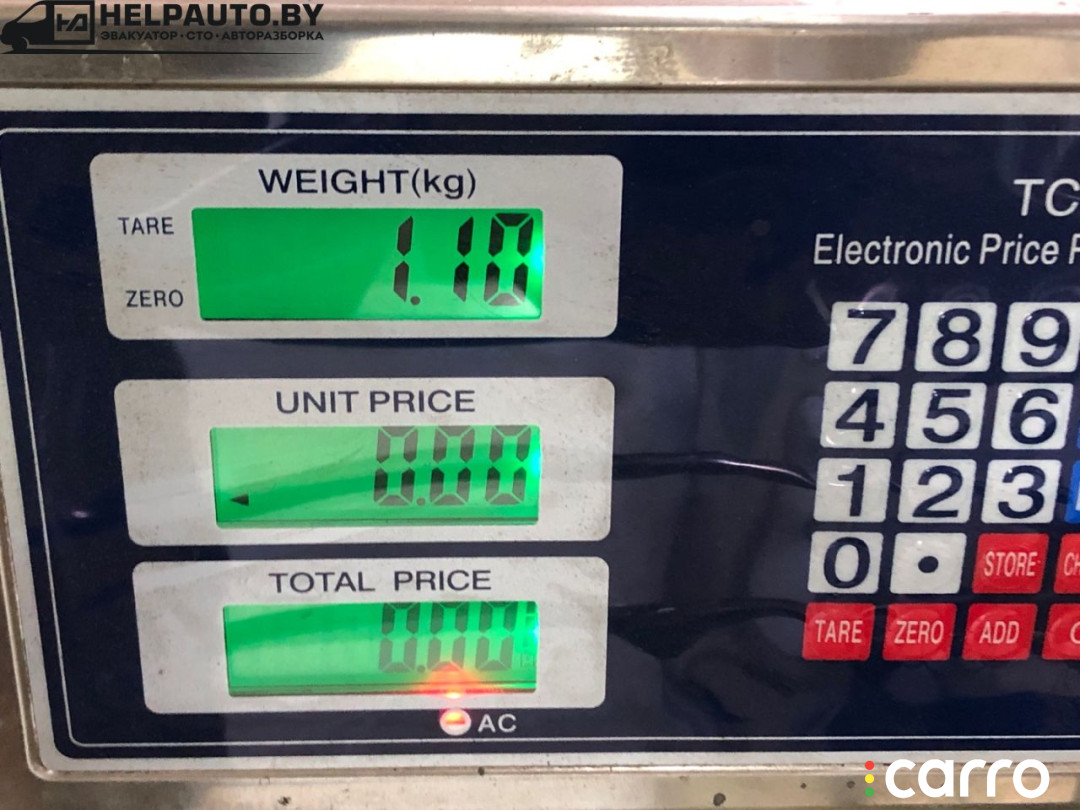 HELPAUTO.BY
ЭВАКУАТОР · СТО · АВТОРАЗБОРКА
WEIGHT(kg)
TARE
1.10
ZERO
TC
Electronic Price
UNIT PRICE
0.00
7 8 9
4 5 6
1 2 3
0 . STORE
TOTAL PRICE
0.00
TARE ZERO ADD
AC
carro